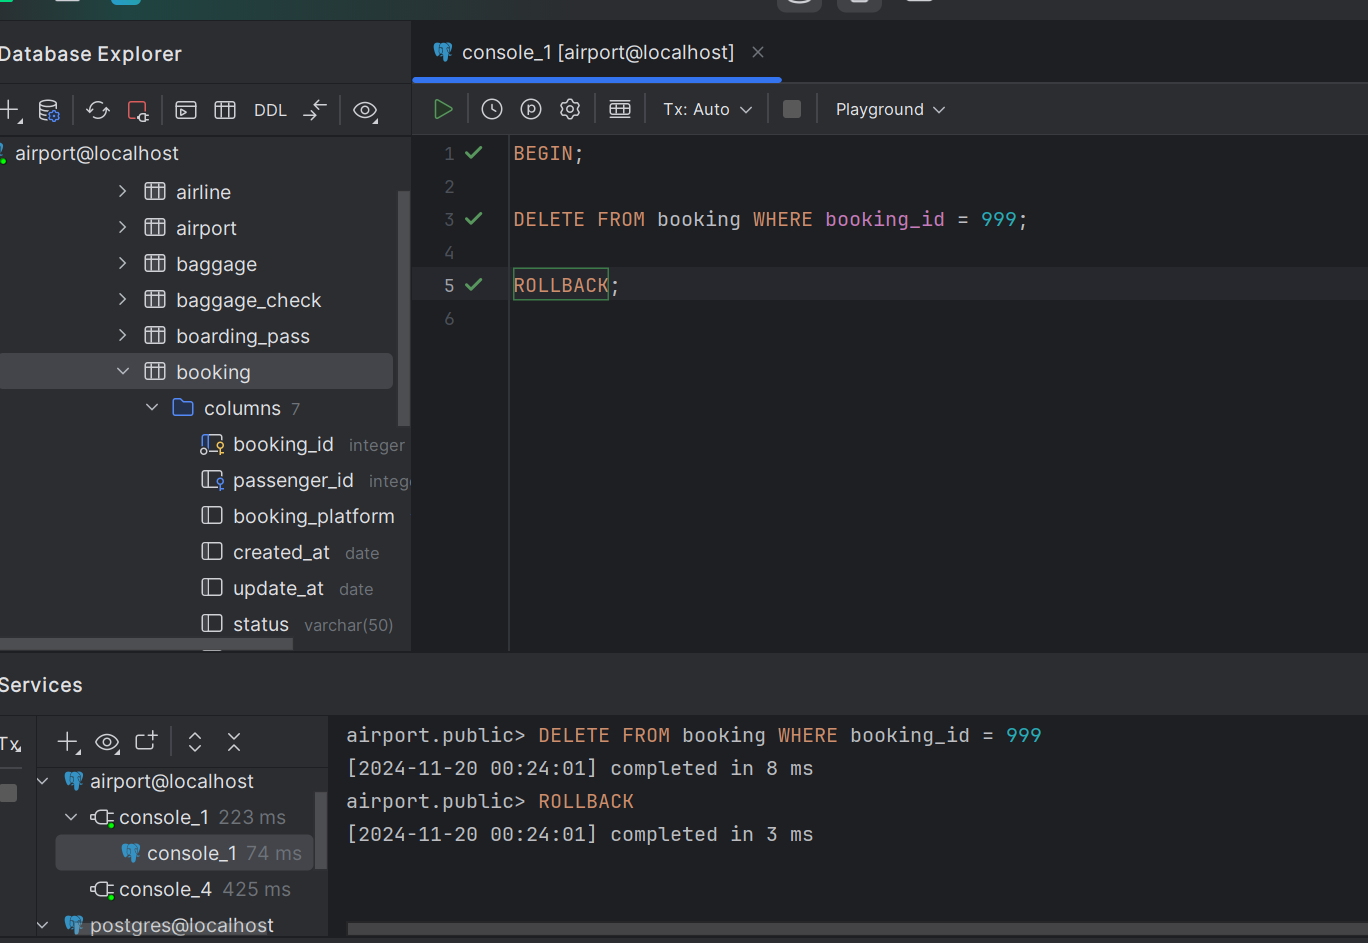 Database Explorer
console_1 [airport@localhost]
DDL
Tx: Auto
Playground
airport@localhost
airline
airport
baggage
baggage_check
boarding_pass
booking
columns 7
booking_id integer
passenger_id integ
booking_platform
created_at date
update_at date
status varchar(50)
1 BEGIN;
2
3 DELETE FROM booking WHERE booking_id = 999;
4
5 ROLLBACK;
6
Services
Tx
airport@localhost
console_1 223 ms
console_1 74 ms
console_4 425 ms
postgres@localhost
airport.public> DELETE FROM booking WHERE booking_id = 999
[2024-11-20 00:24:01] completed in 8 ms
airport.public> ROLLBACK
[2024-11-20 00:24:01] completed in 3 ms